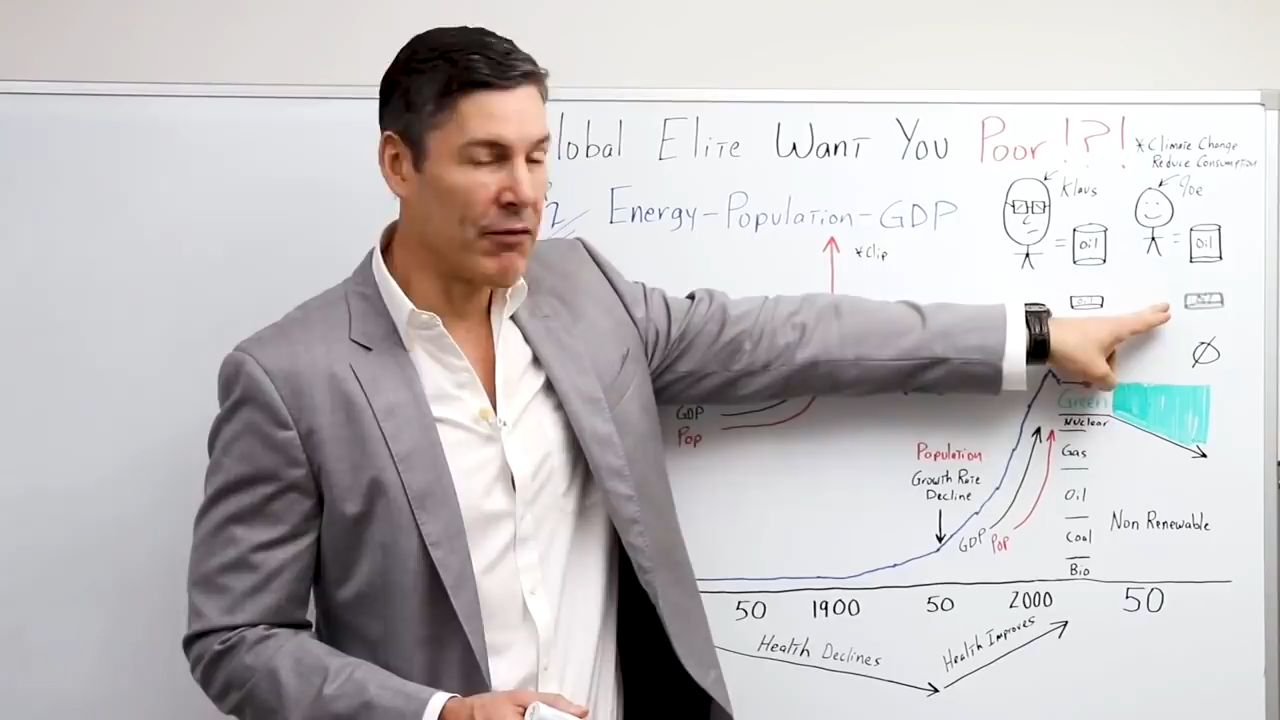 lobal Elite Want You Poor!?!
*Climate Change
Reduce Consumption
Klaus
Joe
2
Energy-Population-GDP
= Oil
= Oil
*Clip
Oil
GDP
Pop
Green
Nuclear
Gas
Oil
Coal
Bio
Population
Growth Rate
Decline
GDP Pop
Non Renewable
50 1900 50 2000 50
Health Declines
Health Improves